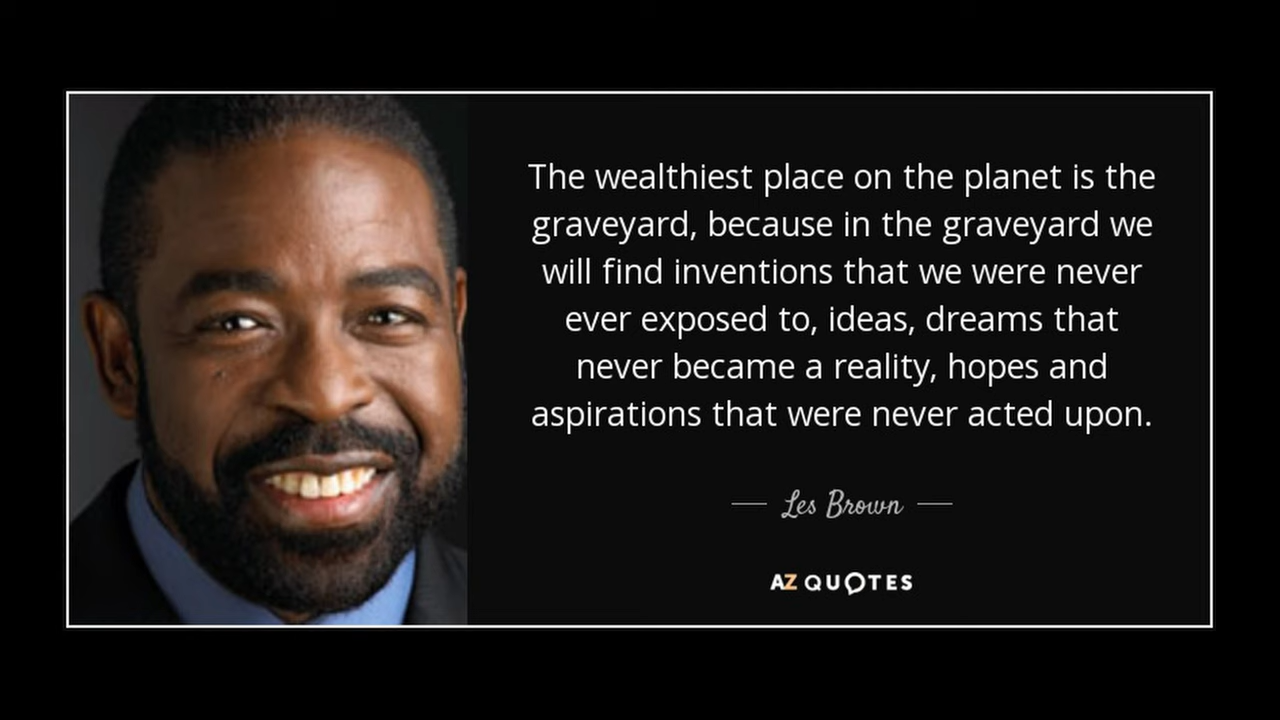 The wealthiest place on the planet is the
graveyard, because in the graveyard we
will find inventions that we were never
ever exposed to, ideas, dreams that
never became a reality, hopes and
aspirations that were never acted upon.
Les Brown
AZ QUOTES